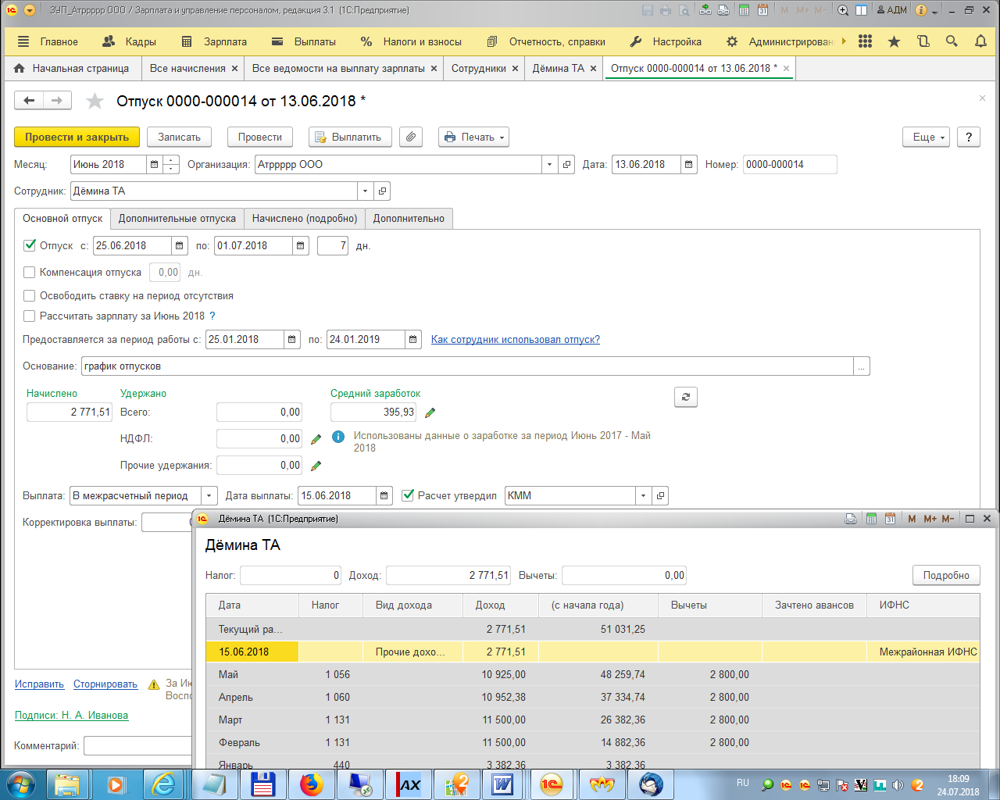 ЗУП_Атррррр ООО / Зарплата и управление персоналом, редакция 3.1 (1С:Предприятие)
M M+ M- АДМ
Главное Кадры Зарплата Выплаты % Налоги и взносы Отчетность, справки Настройка Администрирован
Начальная страница Все начисления × Все ведомости на выплату зарплаты × Сотрудники × Дёмина ТА × Отпуск 0000-000014 от 13.06.2018 * ×
Отпуск 0000-000014 от 13.06.2018 *
Провести и закрыть Записать Провести Выплатить Печать Еще ?
Месяц: Июнь 2018 Организация: Атррррр ООО Дата: 13.06.2018 Номер: 0000-000014
Сотрудник: Дёмина ТА
Основной отпуск Дополнительные отпуска Начислено (подробно) Дополнительно
Отпуск с: 25.06.2018 по: 01.07.2018 7 дн.
Компенсация отпуска 0,00 дн.
Освободить ставку на период отсутствия
Рассчитать зарплату за Июнь 2018 ?
Предоставляется за период работы с: 25.01.2018 по: 24.01.2019 Как сотрудник использовал отпуск?
Основание: график отпусков ...
Начислено Удержано Средний заработок
2 771,51 Всего: 0,00 395,93
НДФЛ: 0,00 Использованы данные о заработке за период Июнь 2017 - Май
2018
Прочие удержания: 0,00
Выплата: В межрасчетный период Дата выплаты: 15.06.2018 Расчет утвердил КММ
Корректировка выплаты:
Дёмина ТА (1С:Предприятие) M M+ M-
Дёмина ТА
Налог: 0 Доход: 2 771,51 Вычеты: 0,00 Подробно
Дата Налог Вид дохода Доход (с начала года) Вычеты Зачтено авансов ИФНС
Текущий ра... 2 771,51 51 031,25
15.06.2018 Прочие дохо... 2 771,51 Межрайонная ИФНС
Май 1 056 10 925,00 48 259,74 2 800,00
Исправить Сторнировать За Ию
Воспо
Апрель 1 060 10 952,38 37 334,74 2 800,00
Подписи: Н. А. Иванова
Март 1 131 11 500,00 26 382,36 2 800,00
Комментарий:
Февраль 1 131 11 500,00 14 882,36 2 800,00
Январь 440 3 382,36 3 382,36
AX RU 18:09
24.07.2018